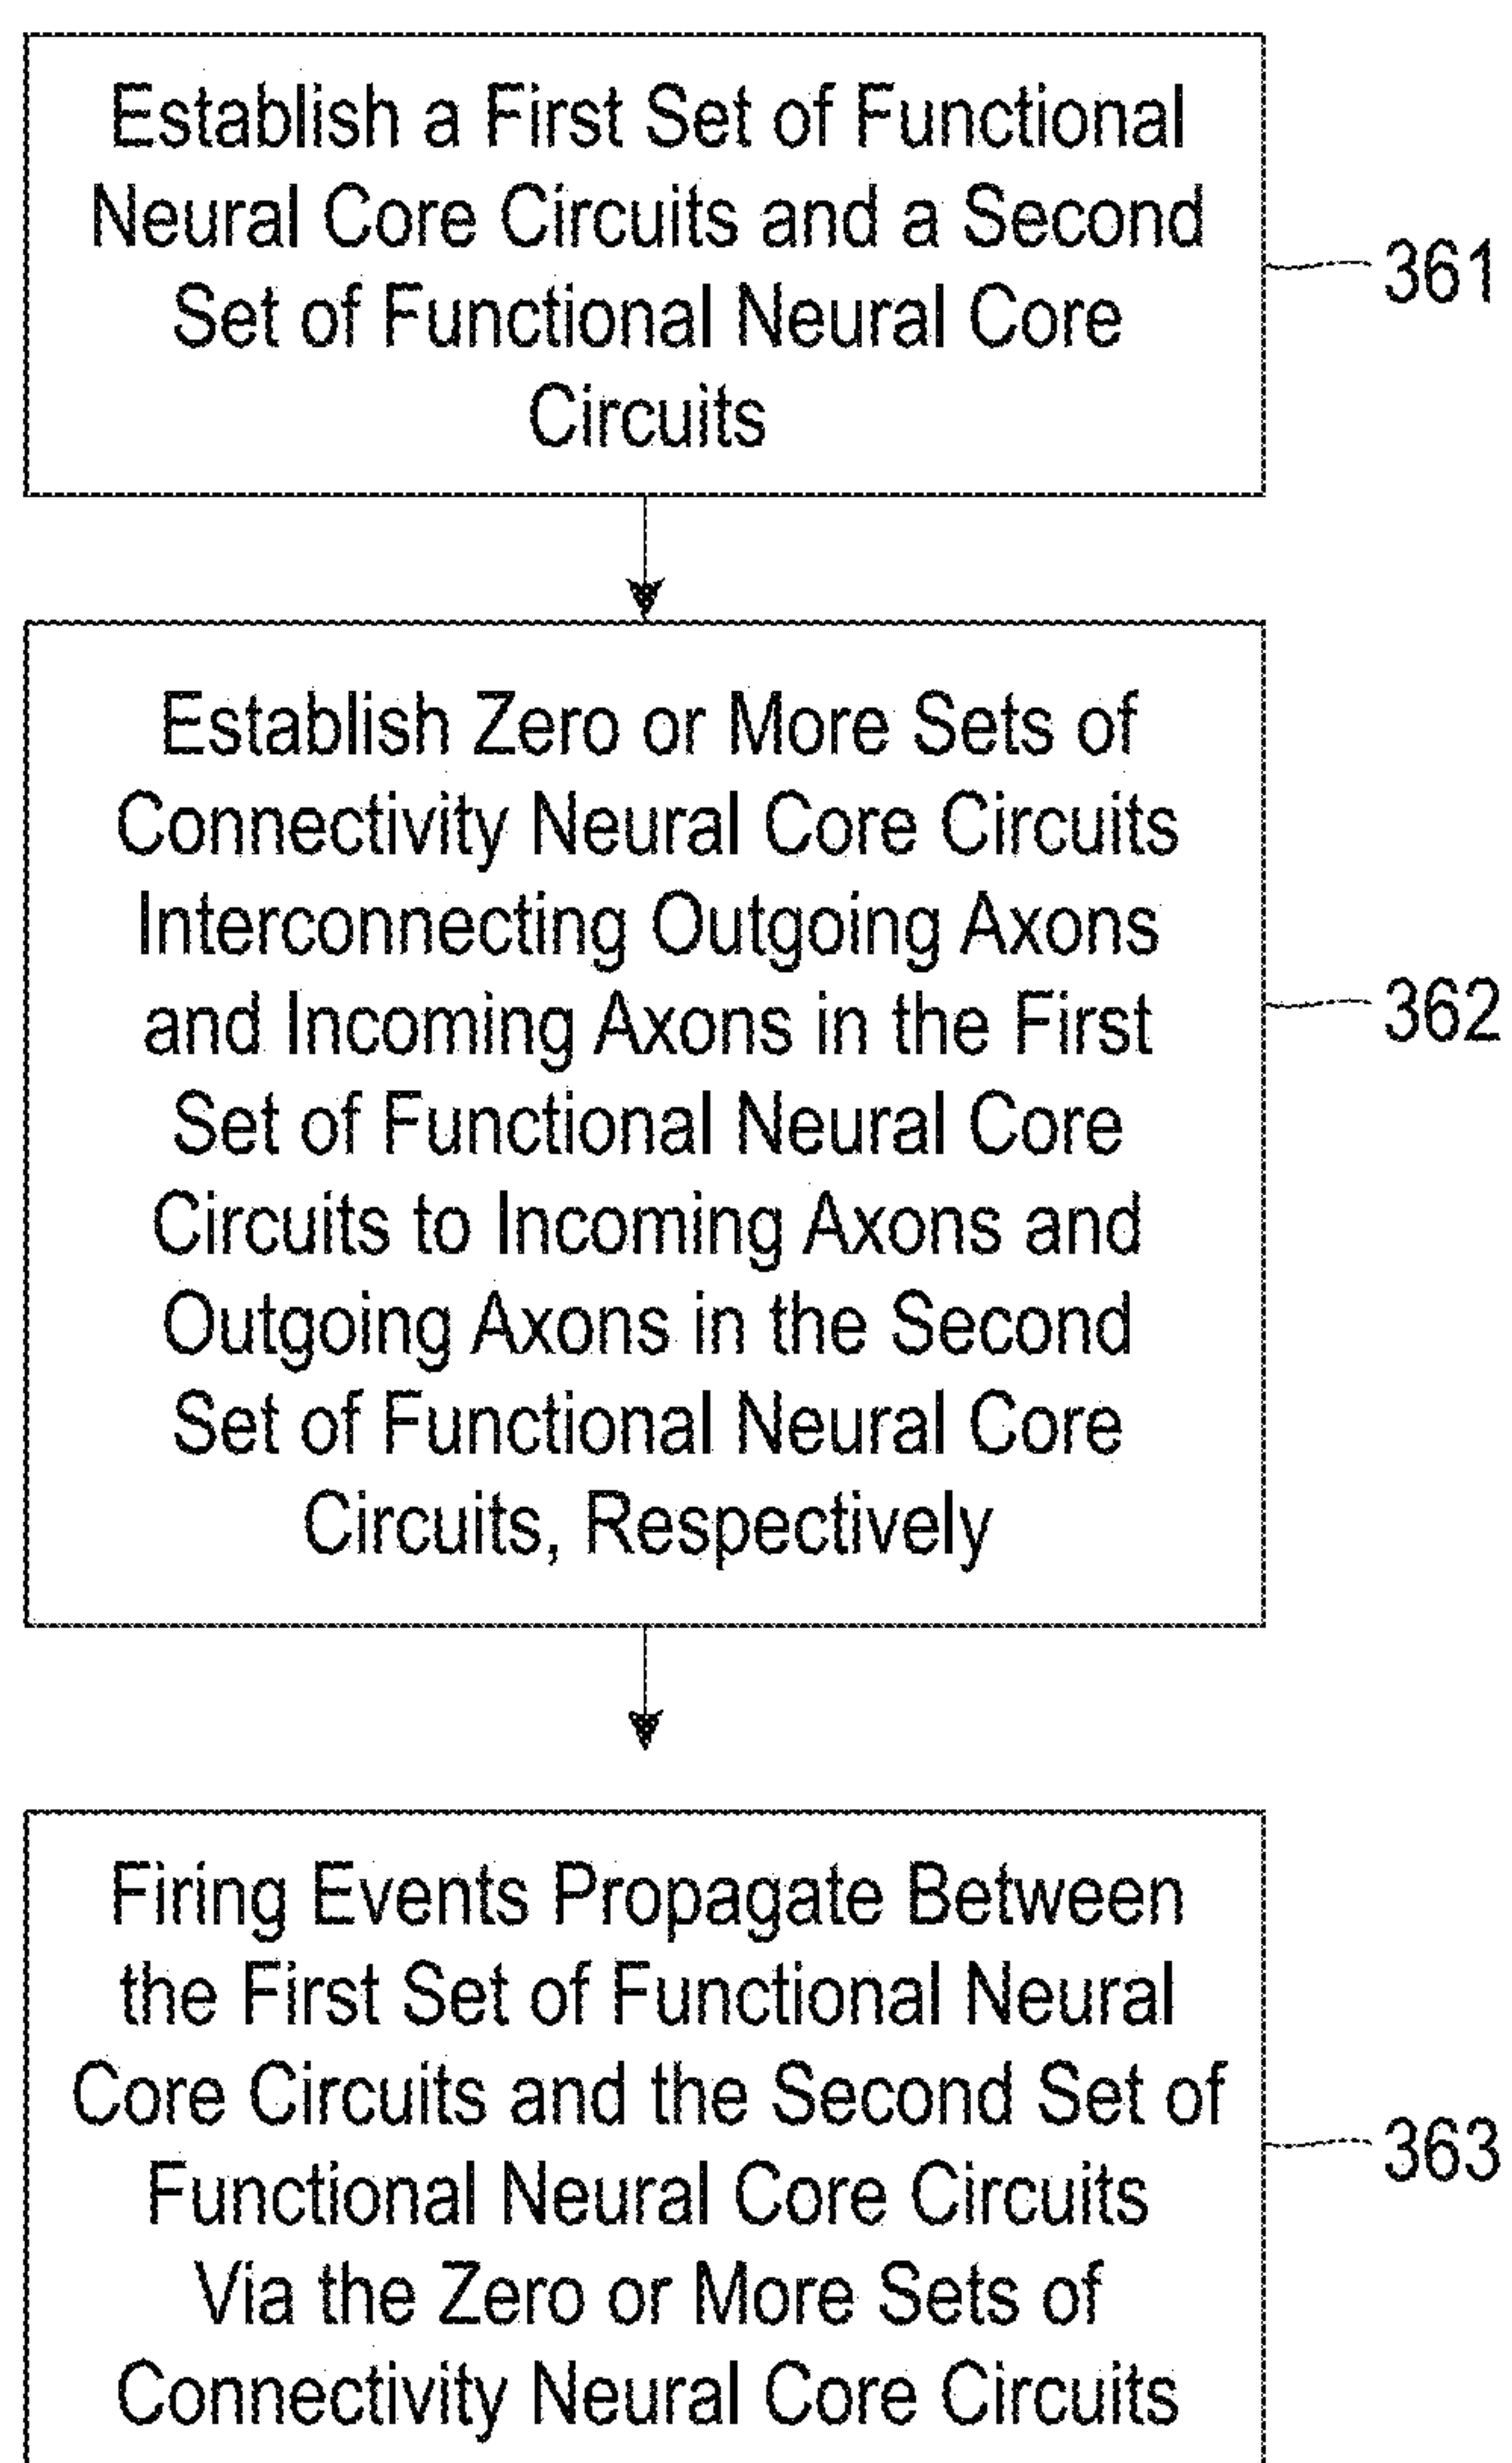 Establish a First Set of Functional
Neural Core Circuits and a Second
Set of Functional Neural Core
Circuits
361
Establish Zero or More Sets of
Connectivity Neural Core Circuits
Interconnecting Outgoing Axons
and Incoming Axons in the First
Set of Functional Neural Core
Circuits to Incoming Axons and
Outgoing Axons in the Second
Set of Functional Neural Core
Circuits, Respectively
362
Firing Events Propagate Between
the First Set of Functional Neural
Core Circuits and the Second Set of
Functional Neural Core Circuits
Via the Zero or More Sets of
Connectivity Neural Core Circuits
363